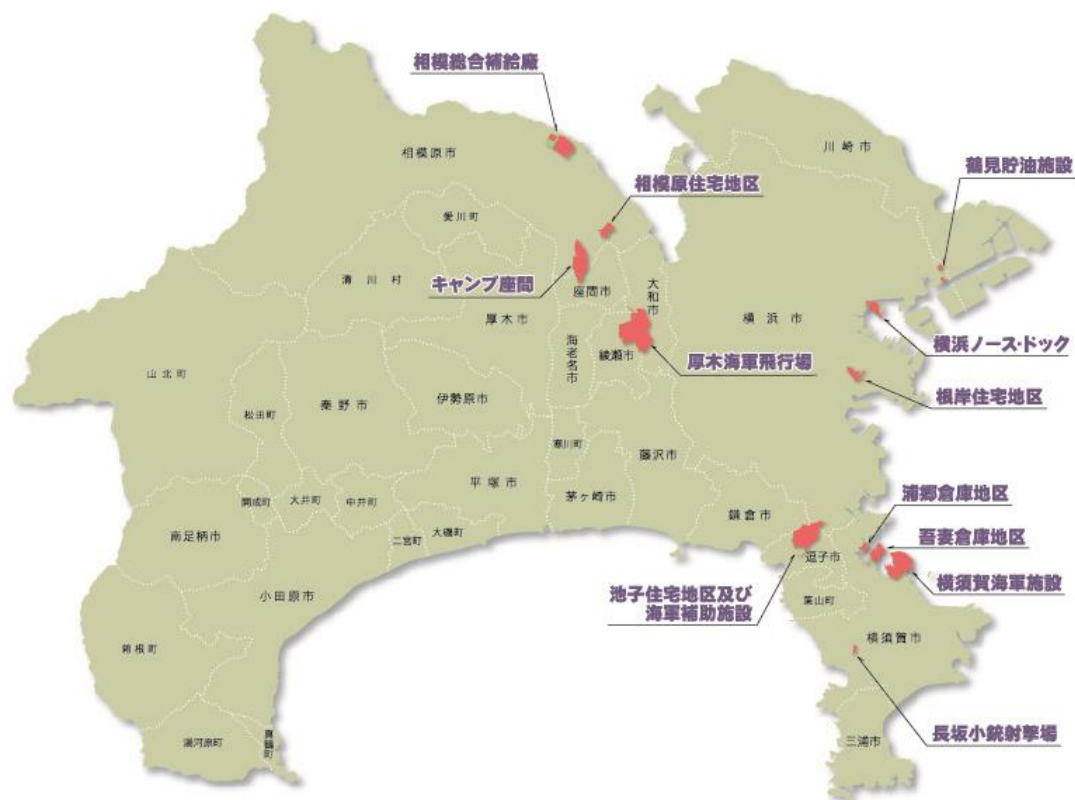 相模総合補給廠
川崎市
相模原市
鶴見貯油施設
相模原住宅地区
愛川町
清川村
キャンプ座間
座間市
大和市
厚木市
横浜市
海老名市
綾瀬市
厚木海軍飛行場
横浜ノース・ドック
山北町
根岸住宅地区
松田町
秦野市
伊勢原市
寒川町
藤沢市
平塚市
開成町
大井町
中井町
茅ヶ崎市
浦郷倉庫地区
鎌倉市
南足柄市
二宮町
大磯町
吾妻倉庫地区
逗子市
横須賀海軍施設
小田原市
池子住宅地区及び
海軍補助施設
葉山町
横須賀市
箱根町
長坂小銃射撃場
湯河原町
真鶴町
三浦市